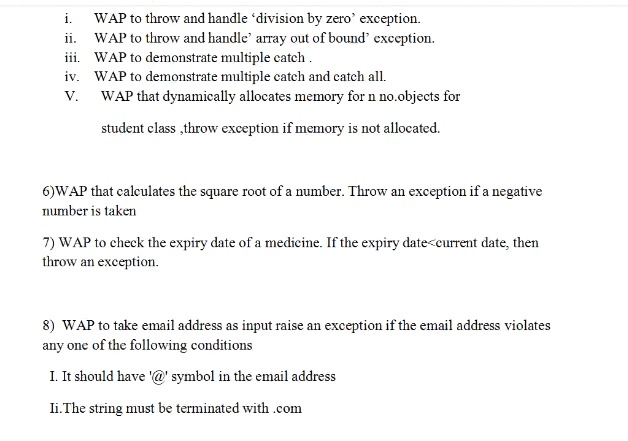 i. WAP to throw and handle ‘division by zero’ exception.
ii. WAP to throw and handle’ array out of bound’ exception.
iii. WAP to demonstrate multiple catch .
iv. WAP to demonstrate multiple catch and catch all.
V. WAP that dynamically allocates memory for n no.objects for
student class ,throw exception if memory is not allocated.
6)WAP that calculates the square root of a number. Throw an exception if a negative
number is taken
7) WAP to check the expiry date of a medicine. If the expiry date<current date, then
throw an exception.
8) WAP to take email address as input raise an exception if the email address violates
any one of the following conditions
I. It should have '@' symbol in the email address
Ii.The string must be terminated with .com